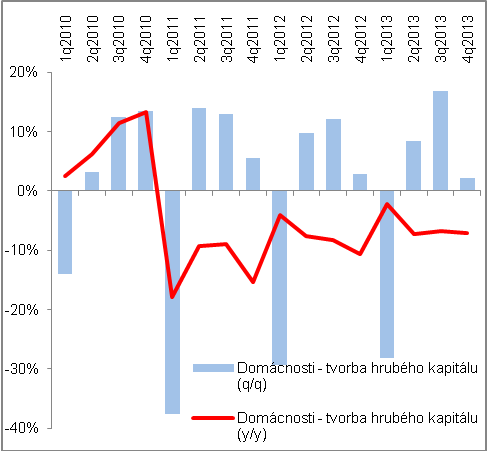 1q2010
2q2010
3q2010
4q2010
1q2011
2q2011
3q2011
4q2011
1q2012
2q2012
3q2012
4q2012
1q2013
2q2013
3q2013
4q2013
20%
10%
0%
-10%
-20%
-30%
-40%
Domácnosti - tvorba hrubého kapitálu
(q/q)
Domácnosti - tvorba hrubého kapitálu
(y/y)